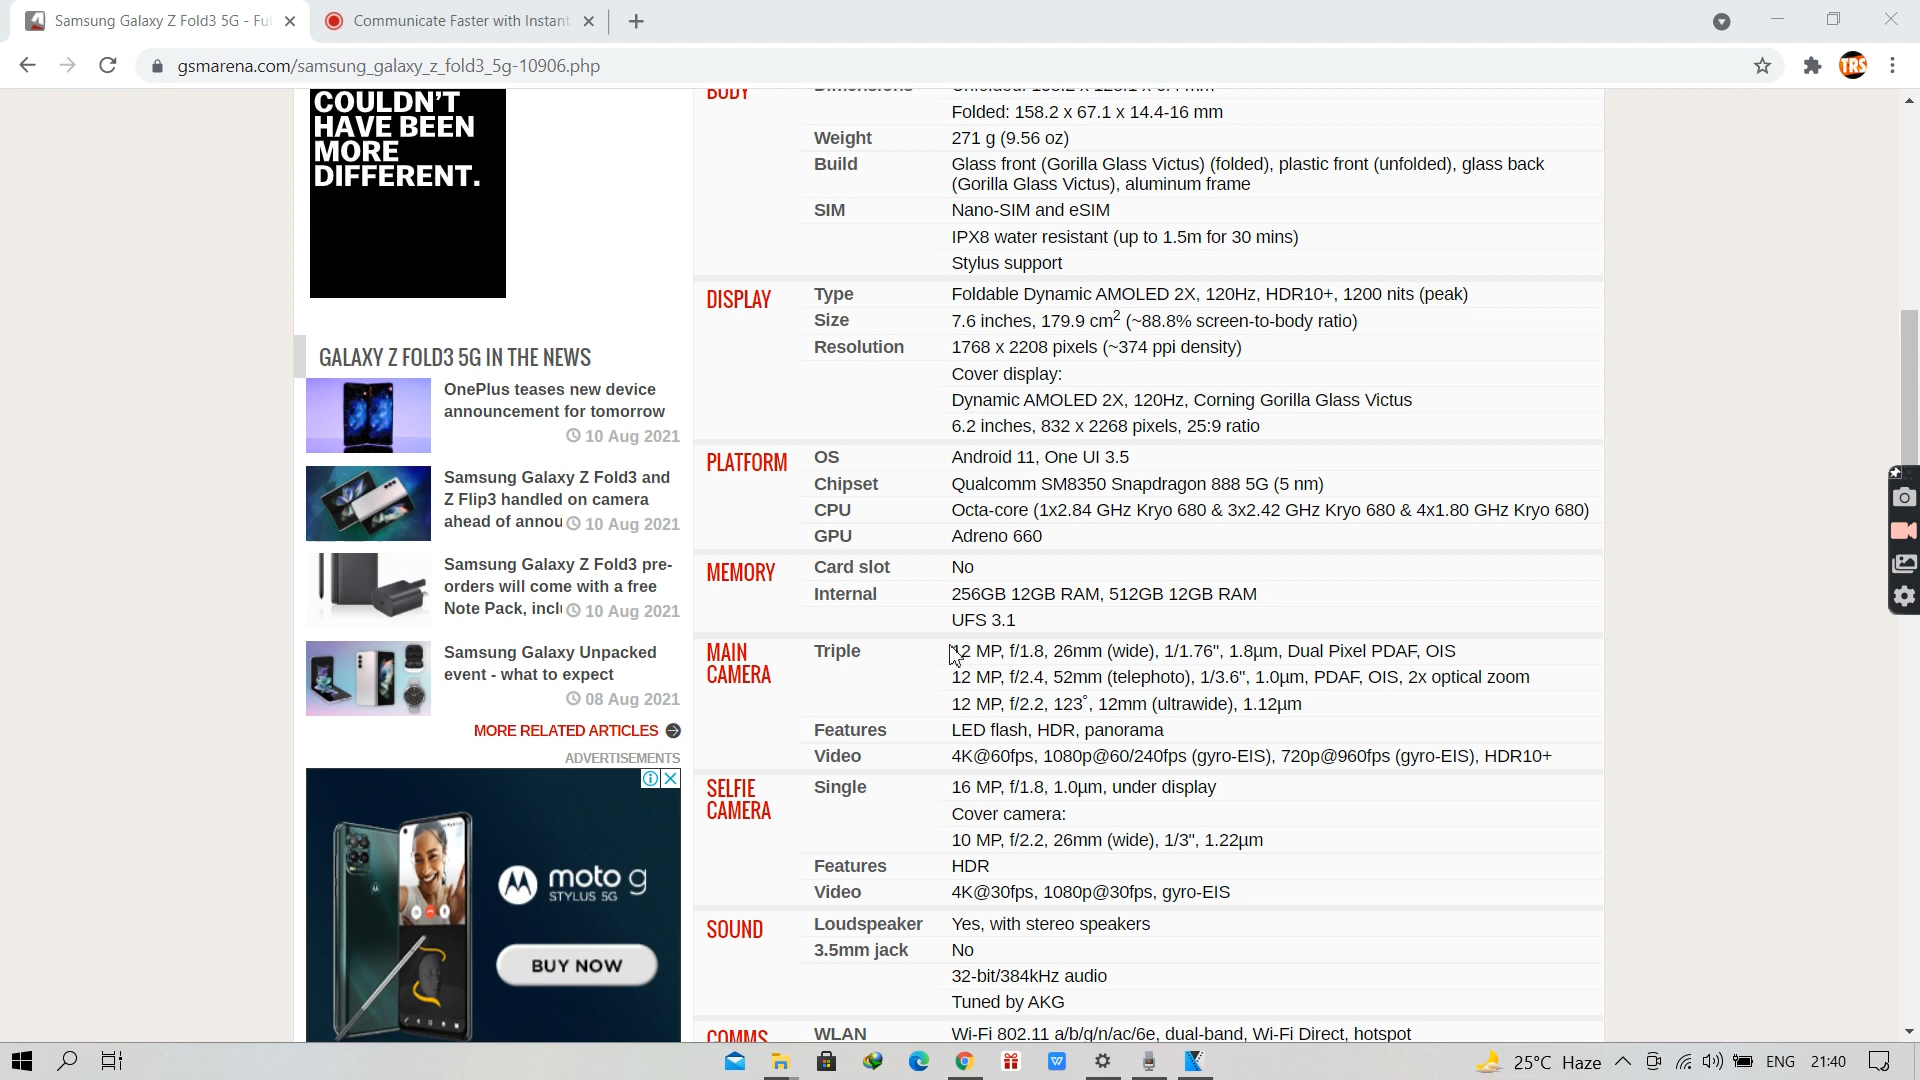 Samsung Galaxy Z Fold3 5G - Ful
Communicate Faster with Instant
gsmarena.com/samsung_galaxy_z_fold3_5g-10906.php
TRS
COULDN'T
HAVE BEEN
MORE
DIFFERENT.
GALAXY Z FOLD3 5G IN THE NEWS
OnePlus teases new device
announcement for tomorrow
10 Aug 2021
Samsung Galaxy Z Fold3 and
Z Flip3 handled on camera
ahead of annou 10 Aug 2021
Samsung Galaxy Z Fold3 pre-
orders will come with a free
Note Pack, incl 10 Aug 2021
Samsung Galaxy Unpacked
event - what to expect
08 Aug 2021
MORE RELATED ARTICLES
ADVERTISEMENTS
moto g
STYLUS 5G
BUY NOW
BODY
Folded: 158.2 x 67.1 x 14.4-16 mm
Weight 271 g (9.56 oz)
Build Glass front (Gorilla Glass Victus) (folded), plastic front (unfolded), glass back
(Gorilla Glass Victus), aluminum frame
SIM Nano-SIM and eSIM
IPX8 water resistant (up to 1.5m for 30 mins)
Stylus support
DISPLAY Type Foldable Dynamic AMOLED 2X, 120Hz, HDR10+, 1200 nits (peak)
Size 7.6 inches, 179.9 cm2 (~88.8% screen-to-body ratio)
Resolution 1768 x 2208 pixels (~374 ppi density)
Cover display:
Dynamic AMOLED 2X, 120Hz, Corning Gorilla Glass Victus
6.2 inches, 832 x 2268 pixels, 25:9 ratio
PLATFORM OS Android 11, One UI 3.5
Chipset Qualcomm SM8350 Snapdragon 888 5G (5 nm)
CPU Octa-core (1x2.84 GHz Kryo 680 & 3x2.42 GHz Kryo 680 & 4x1.80 GHz Kryo 680)
GPU Adreno 660
MEMORY Card slot No
Internal 256GB 12GB RAM, 512GB 12GB RAM
UFS 3.1
MAIN CAMERA Triple 12 MP, f/1.8, 26mm (wide), 1/1.76", 1.8µm, Dual Pixel PDAF, OIS
12 MP, f/2.4, 52mm (telephoto), 1/3.6", 1.0µm, PDAF, OIS, 2x optical zoom
12 MP, f/2.2, 123˚, 12mm (ultrawide), 1.12µm
Features LED flash, HDR, panorama
Video 4K@60fps, 1080p@60/240fps (gyro-EIS), 720p@960fps (gyro-EIS), HDR10+
SELFIE CAMERA Single 16 MP, f/1.8, 1.0µm, under display
Cover camera:
10 MP, f/2.2, 26mm (wide), 1/3", 1.22µm
Features HDR
Video 4K@30fps, 1080p@30fps, gyro-EIS
SOUND Loudspeaker Yes, with stereo speakers
3.5mm jack No
32-bit/384kHz audio
Tuned by AKG
COMMS WLAN Wi-Fi 802.11 a/b/g/n/ac/6e, dual-band, Wi-Fi Direct, hotspot
25°C Haze ENG 21:40